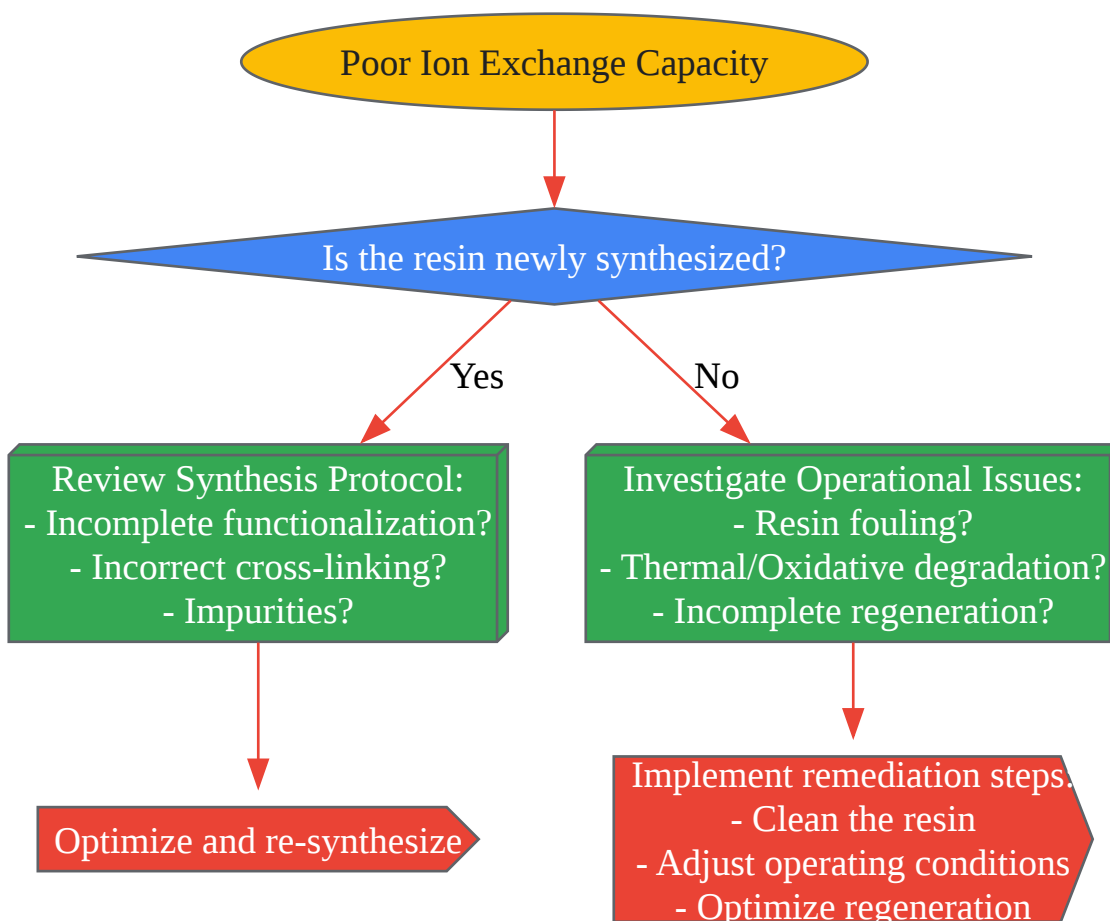 Poor Ion Exchange Capacity
Is the resin newly synthesized?
Yes
No
Review Synthesis Protocol:
- Incomplete functionalization?
- Incorrect cross-linking?
- Impurities?
Investigate Operational Issues:
- Resin fouling?
- Thermal/Oxidative degradation?
- Incomplete regeneration?
Optimize and re-synthesize
Implement remediation steps:
- Clean the resin
- Adjust operating conditions
- Optimize regeneration